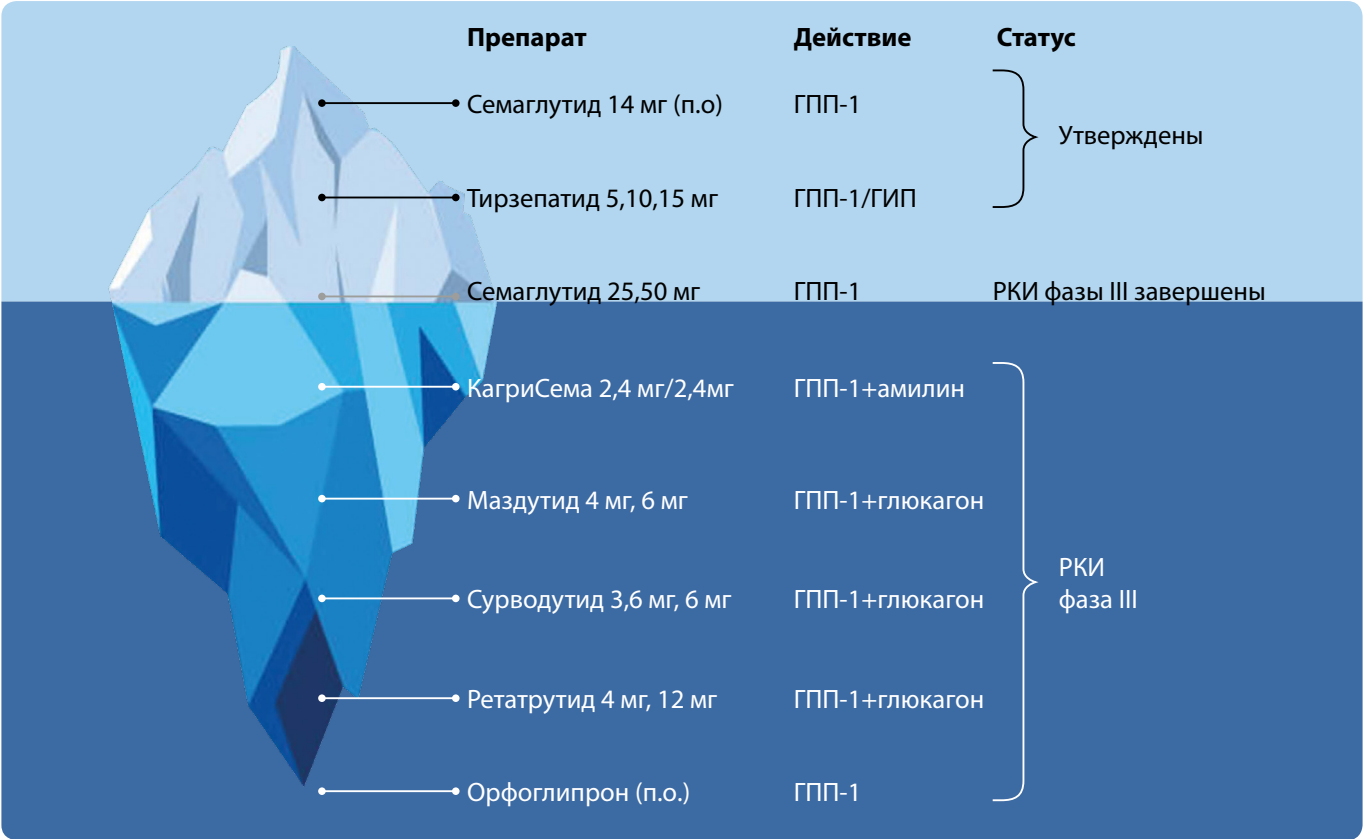 Препарат Действие Статус
Семаглутид 14 мг (п.о) ГПП-1
Утверждены
Тирзепатид 5,10,15 мг ГПП-1/ГИП
Семаглутид 25,50 мг ГПП-1 РКИ фазы III завершены
КагриСема 2,4 мг/2,4мг ГПП-1+амилин
Маздутид 4 мг, 6 мг ГПП-1+глюкагон
РКИ
фаза III
Сурводутид 3,6 мг, 6 мг ГПП-1+глюкагон
Ретатрутид 4 мг, 12 мг ГПП-1+глюкагон
Орфоглипрон (п.о.) ГПП-1